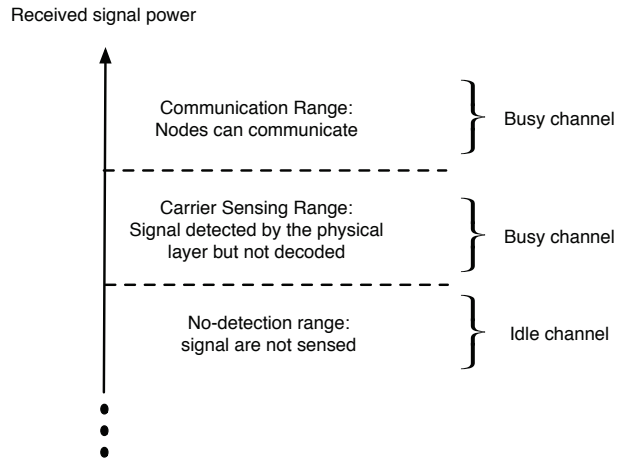 Received signal power
Communication Range:
Nodes can communicate
Busy channel
Carrier Sensing Range:
Signal detected by the physical
layer but not decoded
Busy channel
No-detection range:
signal are not sensed
Idle channel